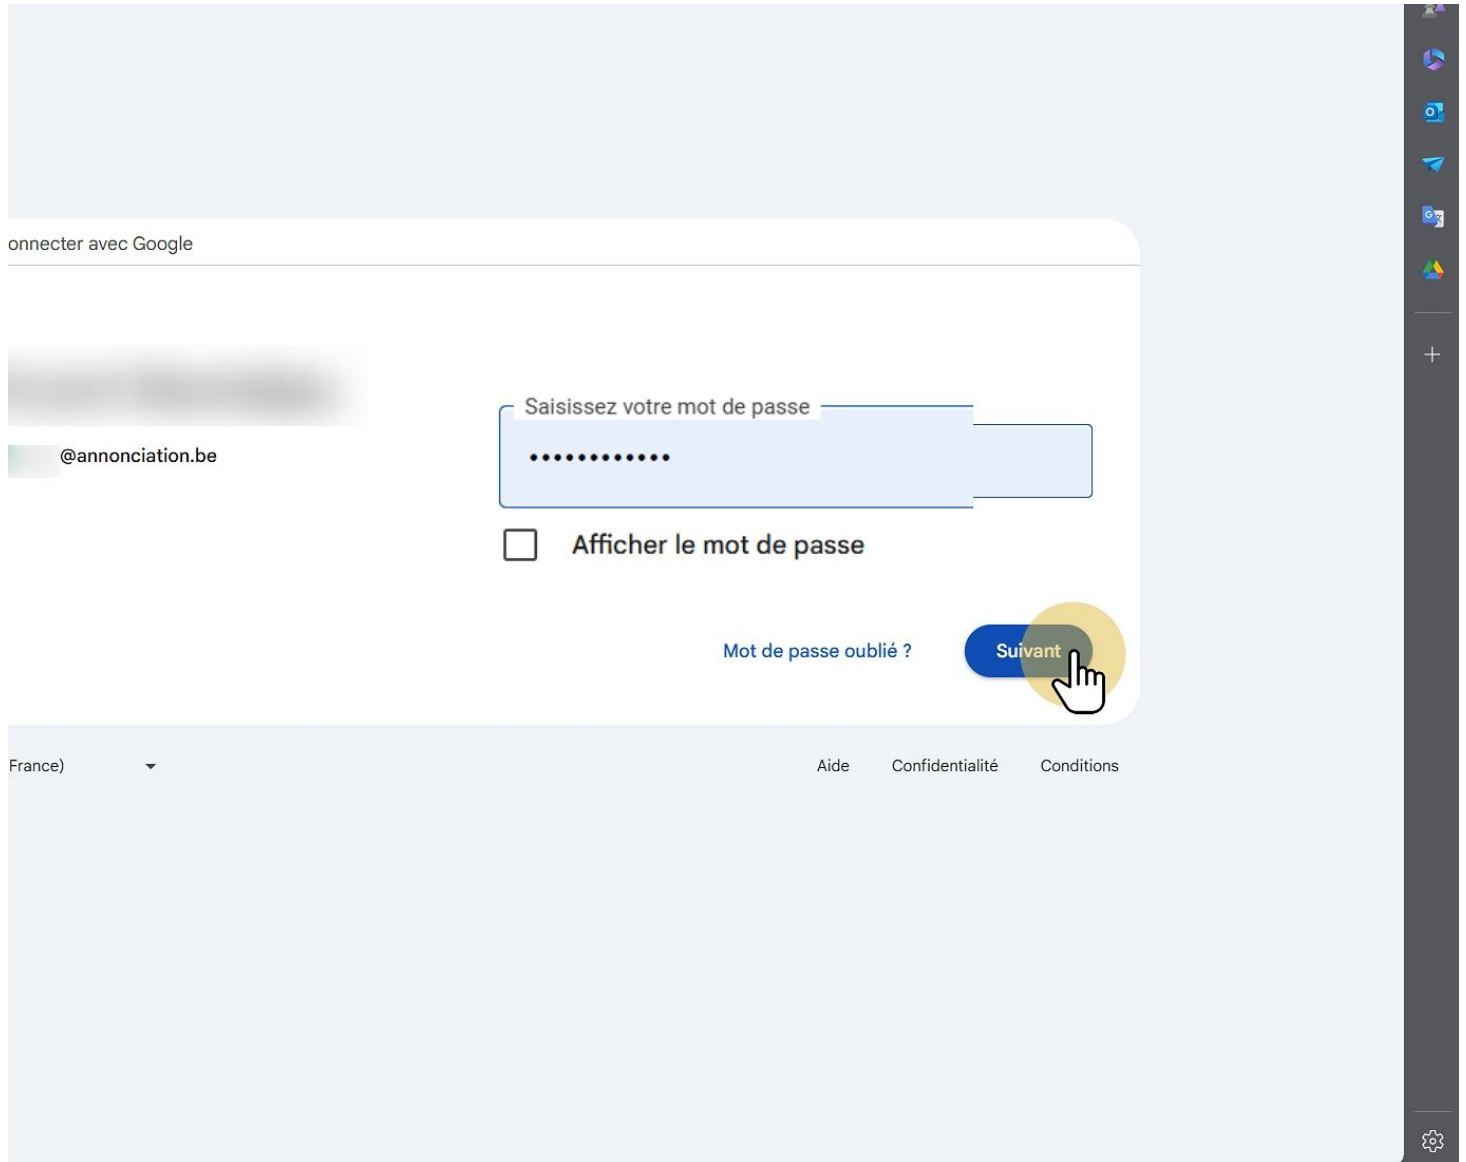 onnecter avec Google
@annonciation.be
Saisissez votre mot de passe
••••••••••••
Afficher le mot de passe
Mot de passe oublié ?
Suivant
France)
Aide
Confidentialité
Conditions